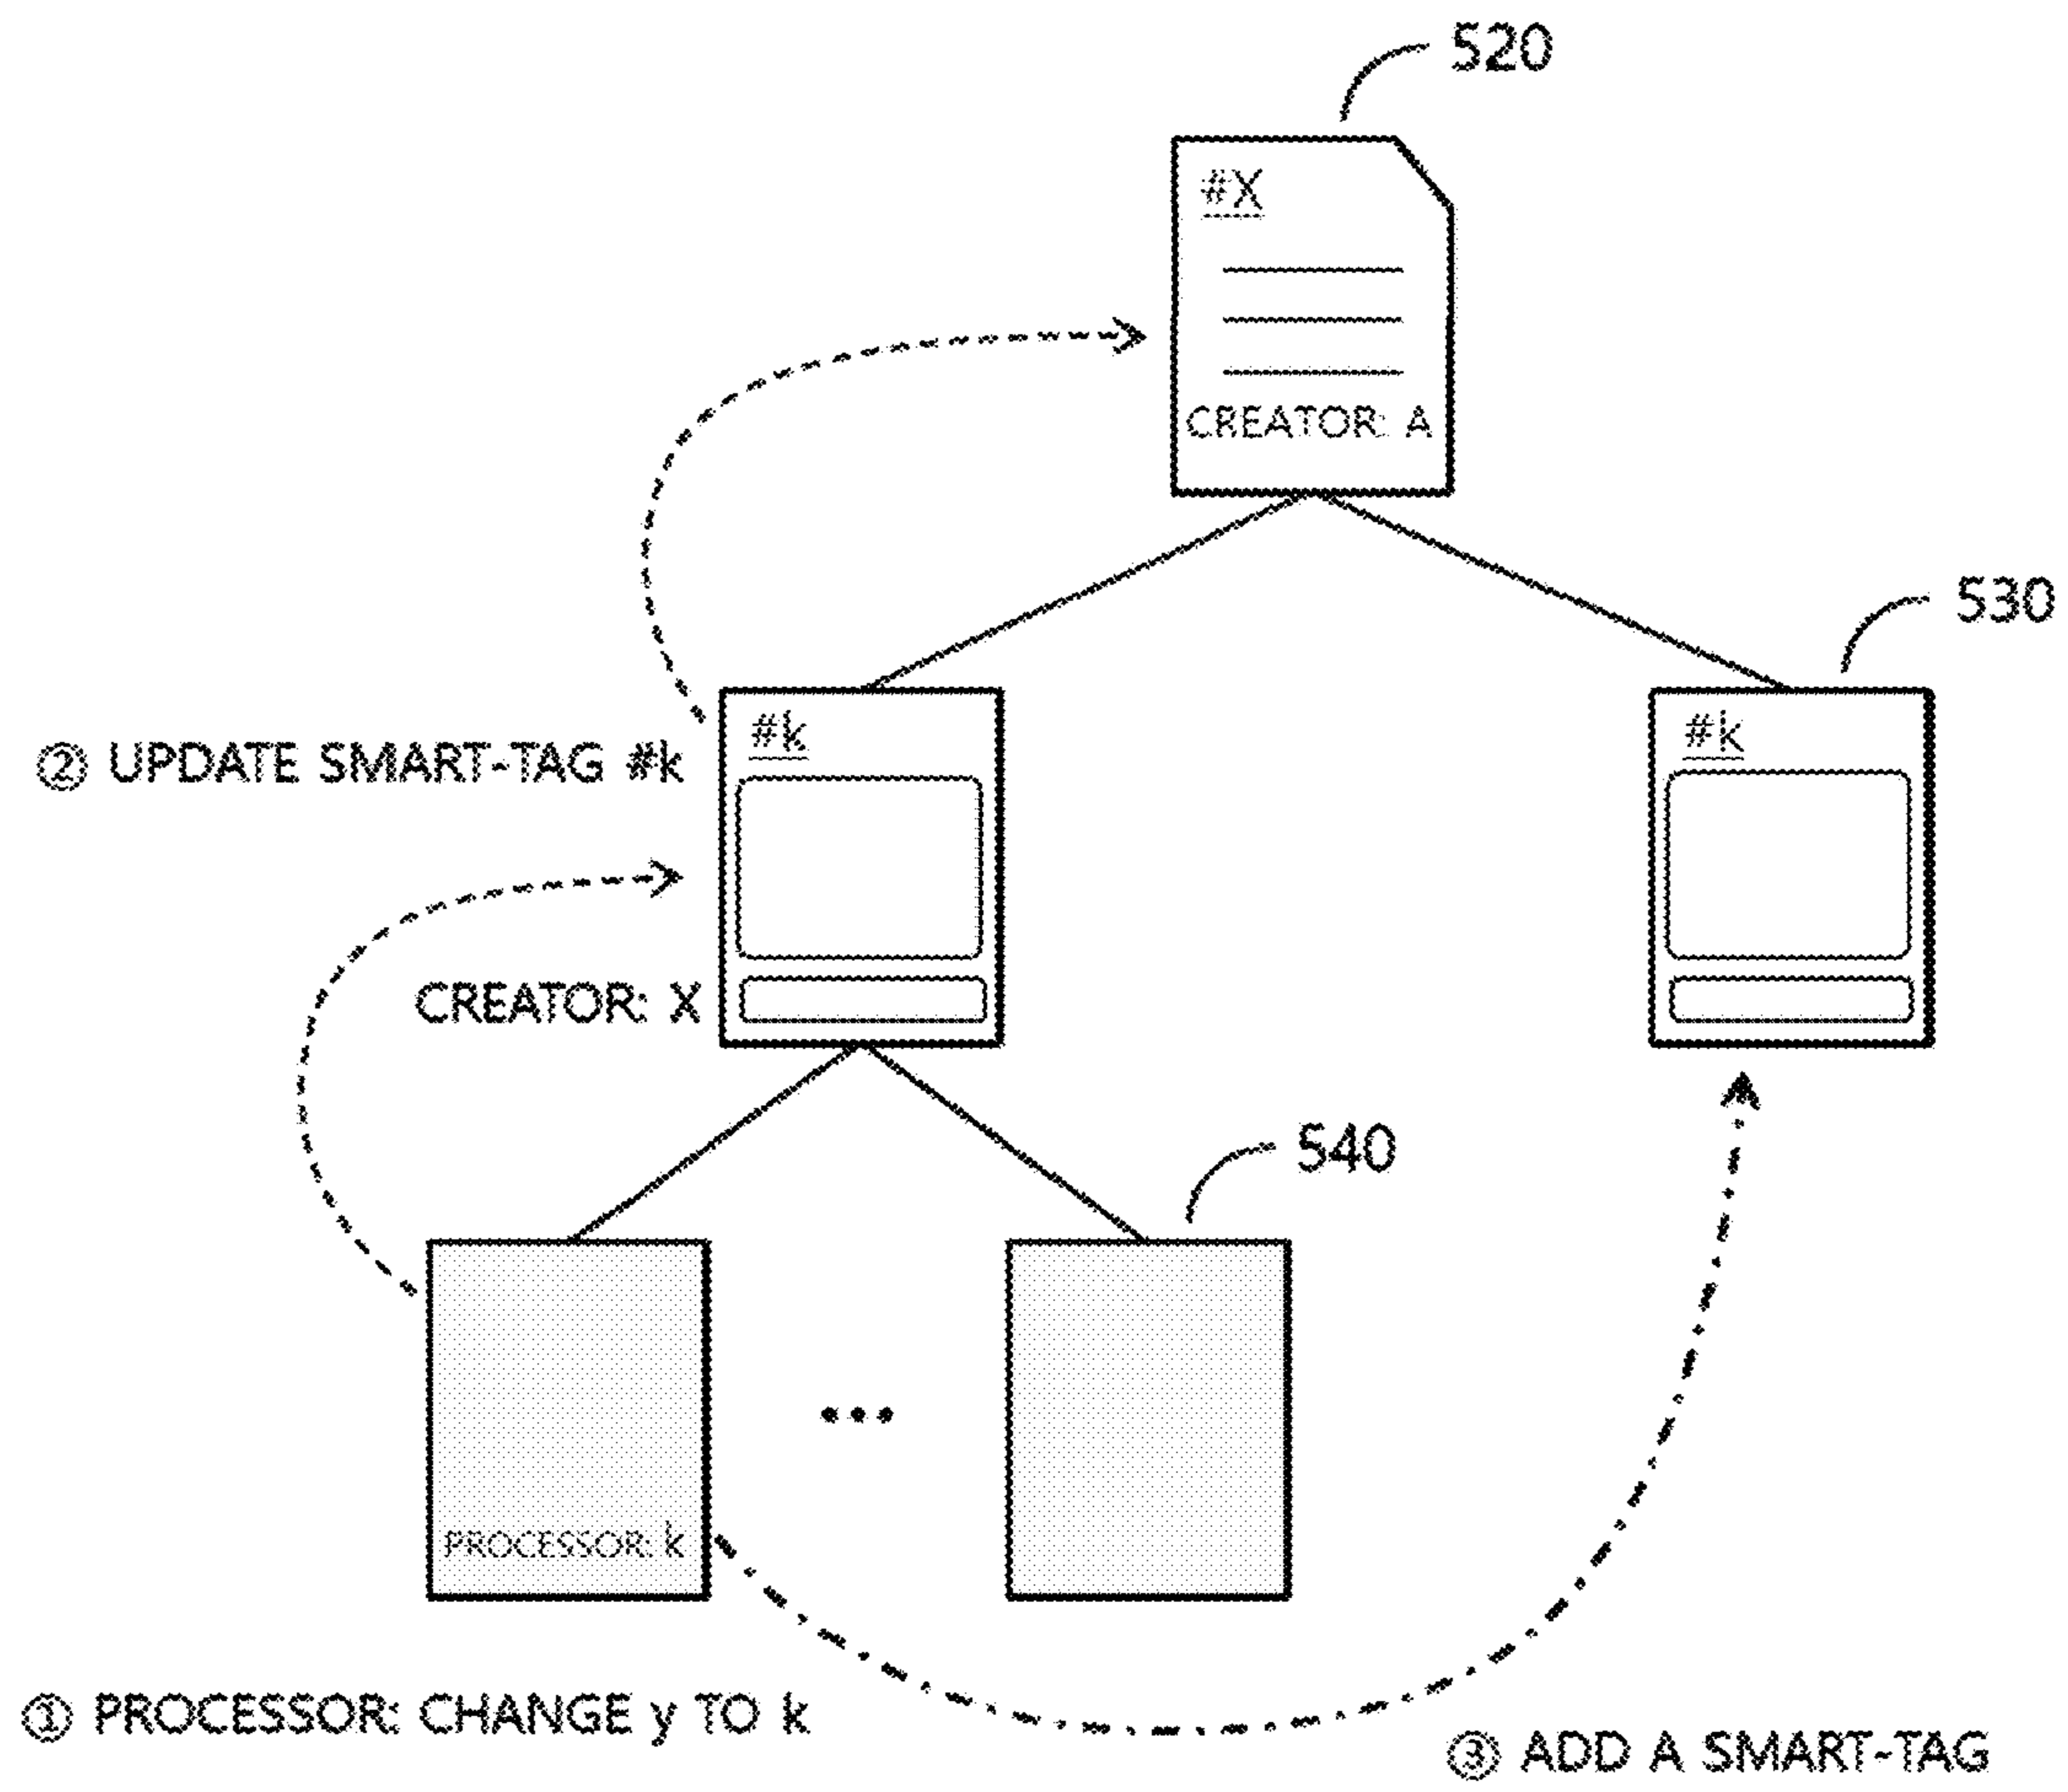 520
#X
CREATOR: A
530
#k
#k
② UPDATE SMART-TAG #k
CREATOR: X
540
PROCESSOR: k
① PROCESSOR: CHANGE y TO k
③ ADD A SMART-TAG